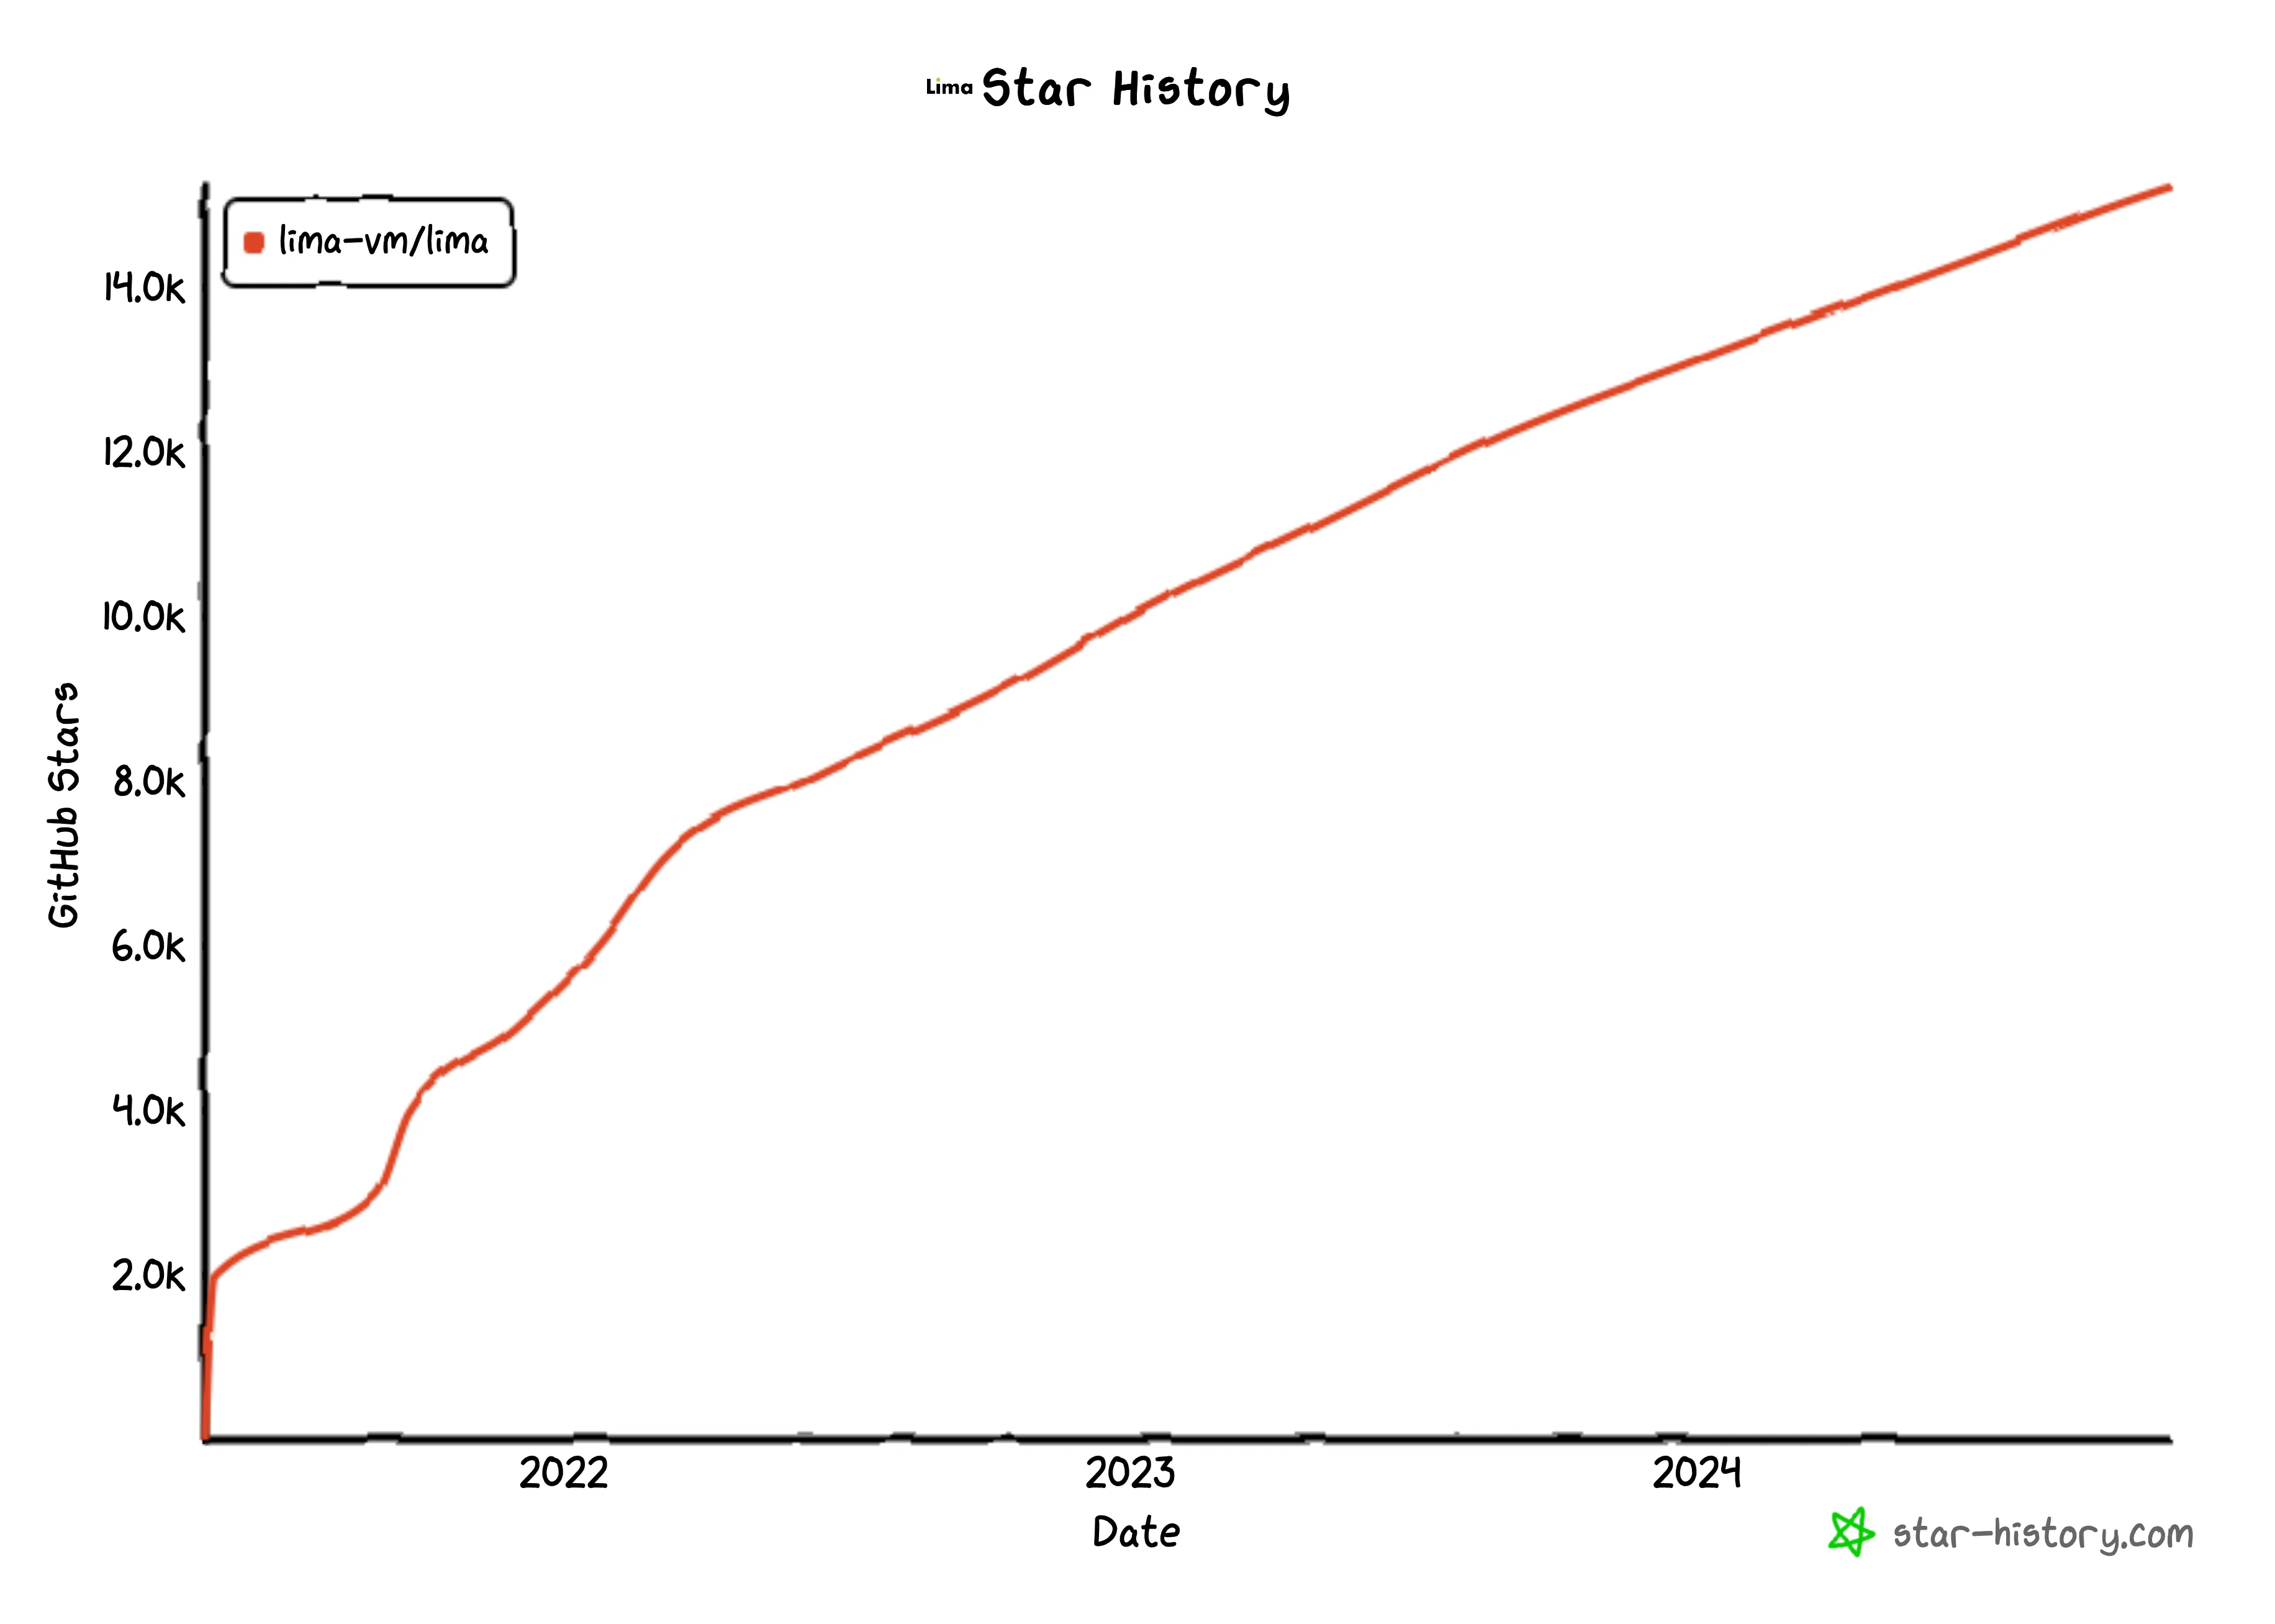 Lima Star History
lima-vm/lima
14.0k
12.0k
10.0k
8.0k
6.0k
4.0k
2.0k
GitHub Stars
2022 2023 2024
Date
star-history.com